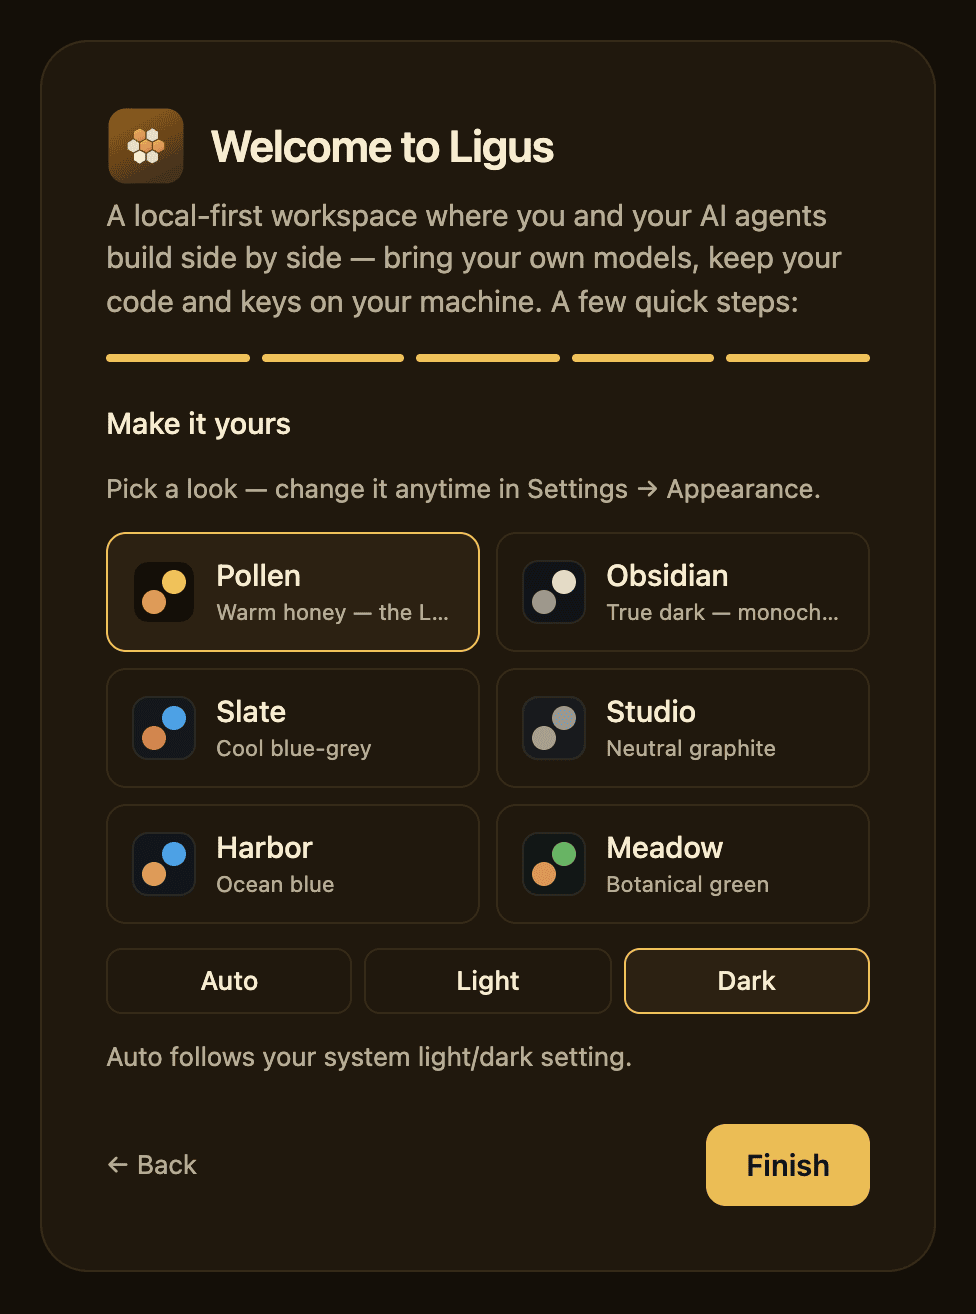 Welcome to Ligus
A local-first workspace where you and your AI agents
build side by side — bring your own models, keep your
code and keys on your machine. A few quick steps:
Make it yours
Pick a look — change it anytime in Settings → Appearance.
Pollen
Warm honey — the L...
Obsidian
True dark — monoch...
Slate
Cool blue-grey
Studio
Neutral graphite
Harbor
Ocean blue
Meadow
Botanical green
Auto
Light
Dark
Auto follows your system light/dark setting.
← Back
Finish